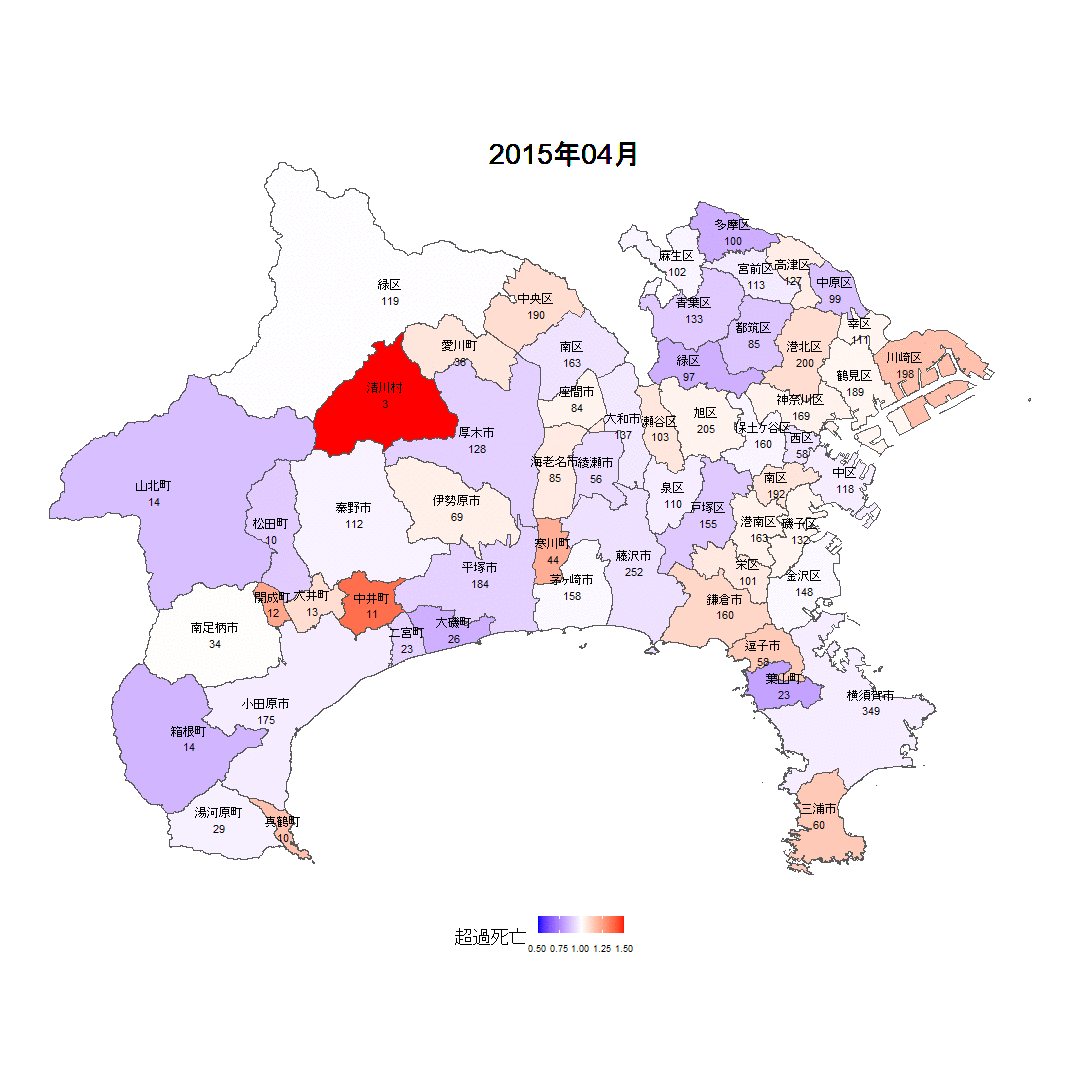 2015年04月
多摩区
100
麻生区
102
宮前区
113
高津区
127
中原区
99
緑区
119
中央区
190
青葉区
133
都筑区
85
幸区
111
愛川町
36
南区
163
港北区
200
川崎区
198
緑区
97
鶴見区
189
清川村
3
座間市
84
神奈川区
169
旭区
205
大和市
137
瀬谷区
103
保土ケ谷区
160
西区
58
厚木市
128
海老名市
85
綾瀬市
56
中区
118
南区
192
泉区
110
山北町
14
松田町
10
秦野市
112
伊勢原市
69
戸塚区
155
港南区
163
磯子区
132
寒川町
44
藤沢市
252
平塚市
184
茅ヶ崎市
158
栄区
101
金沢区
148
開成町
12
大井町
13
中井町
11
鎌倉市
160
南足柄市
34
二宮町
23
大磯町
26
逗子市
58
葉山町
23
横須賀市
349
小田原市
175
箱根町
14
湯河原町
29
真鶴町
10
三浦市
60
超過死亡
0.50 0.75 1.00 1.25 1.50